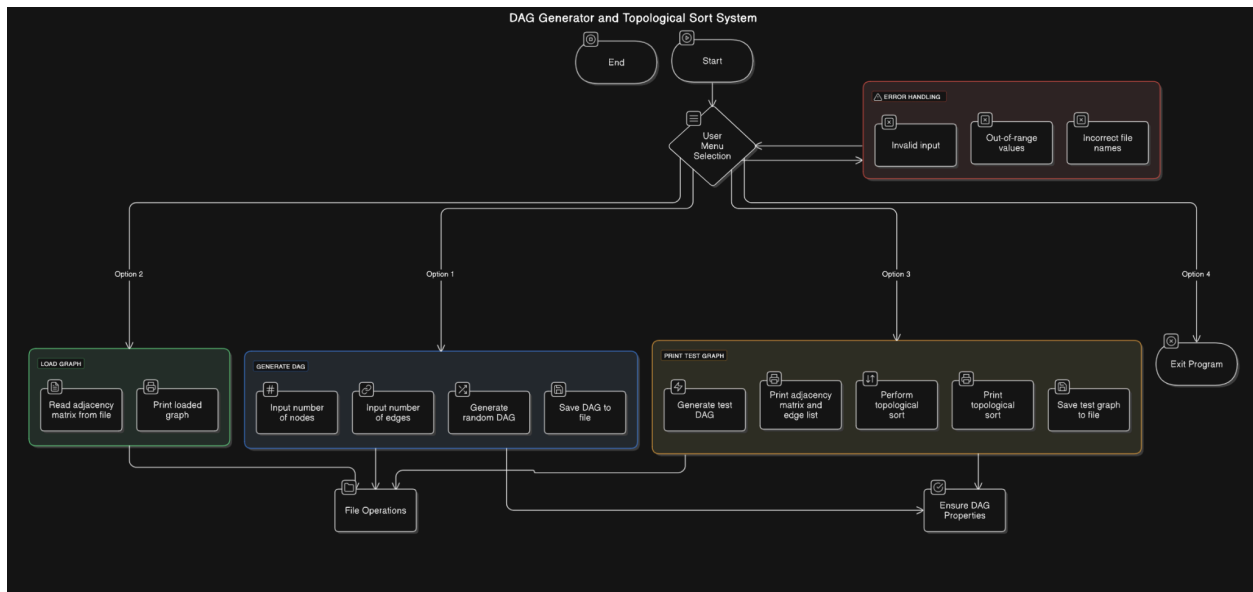 DAG Generator and Topological Sort System
End
Start
User
Menu
Selection
ERROR HANDLING
Invalid input
Out-of-range
values
Incorrect file
names
Option 2
Option 1
Option 3
Option 4
LOAD GRAPH
Read adjacency
matrix from file
Print loaded
graph
GENERATE DAG
Input number
of nodes
Input number
of edges
Generate
random DAG
Save DAG to
file
PRINT TEST GRAPH
Generate test
DAG
Print adjacency
matrix and
edge list
Perform
topological
sort
Print
topological
sort
Save test graph
to file
Exit Program
File Operations
Ensure DAG
Properties